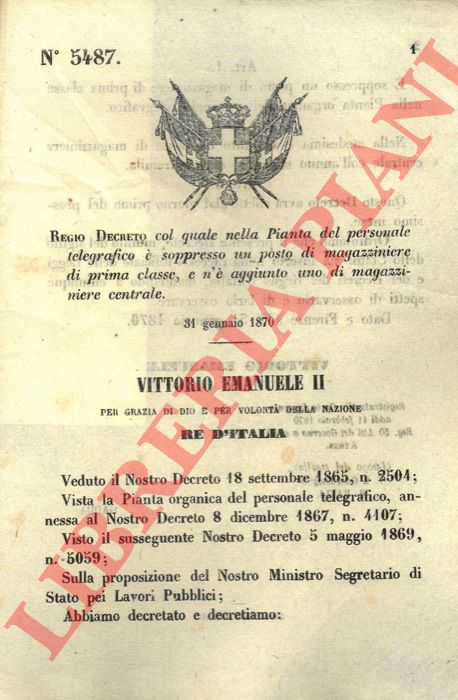 N° 5487.
1
REGIO DECRETO col quale nella Pianta del personale
telegrafico è soppresso un posto di magazziniere
di prima classe, e n'è aggiunto uno di magazzi-
niere centrale.
31 gennaio 1870
VITTORIO EMANUELE II
PER GRAZIA DI DIO E PER VOLONTÀ DELLA NAZIONE
RE D'ITALIA
Veduto il Nostro Decreto 18 settembre 1865, n. 2504;
Vista la Pianta organica del personale telegrafico, an-
nessa al Nostro Decreto 8 dicembre 1867, n. 4107;
Visto il susseguente Nostro Decreto 5 maggio 1869,
n. 5059;
Sulla proposizione del Nostro Ministro Segretario di
Stato pei Lavori Pubblici;
Abbiamo decretato e decretiamo:
LIBRERIA PIANI